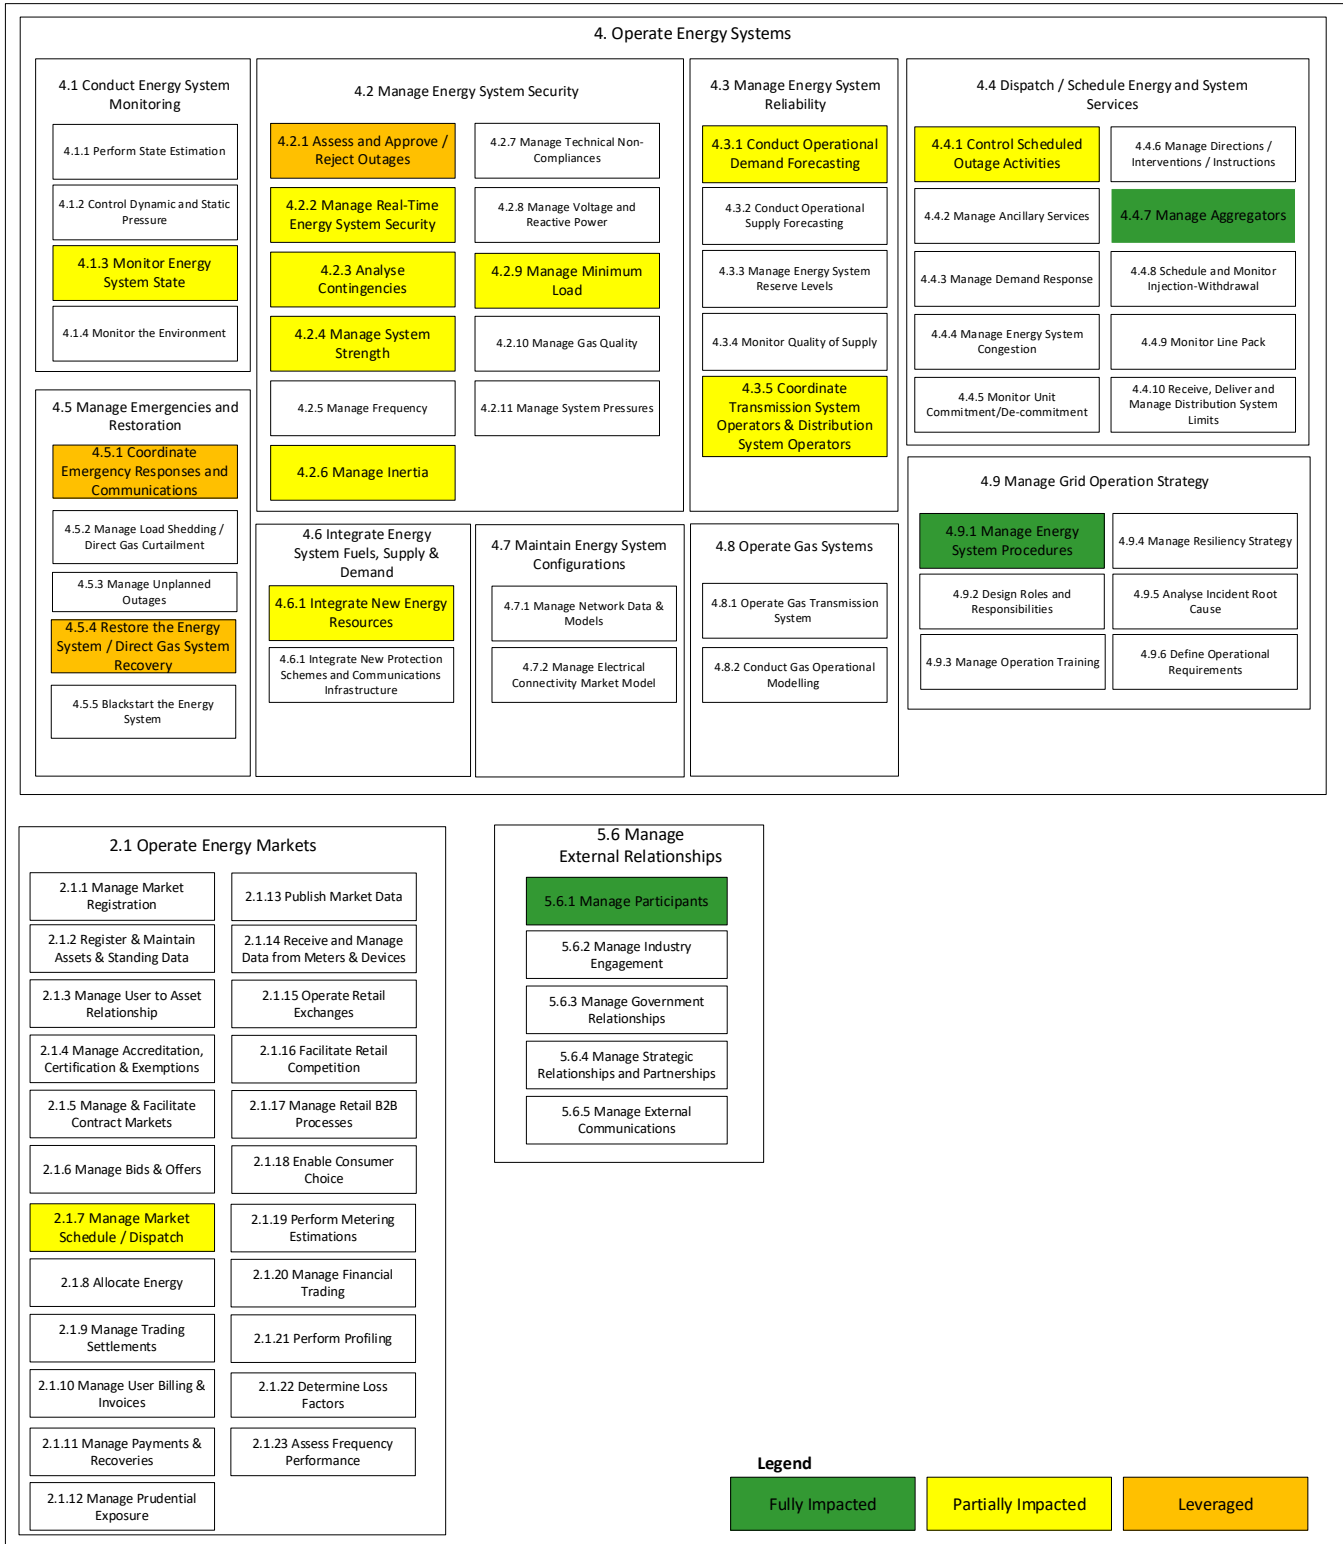 4. Operate Energy Systems
4.1 Conduct Energy System
Monitoring
4.1.1 Perform State Estimation
4.1.2 Control Dynamic and Static
Pressure
4.1.3 Monitor Energy
System State
4.1.4 Monitor the Environment
4.2 Manage Energy System Security
4.2.1 Assess and Approve /
Reject Outages
4.2.2 Manage Real-Time
Energy System Security
4.2.3 Analyse
Contingencies
4.2.4 Manage System
Strength
4.2.5 Manage Frequency
4.2.6 Manage Inertia
4.2.7 Manage Technical Non-
Compliances
4.2.8 Manage Voltage and
Reactive Power
4.2.9 Manage Minimum
Load
4.2.10 Manage Gas Quality
4.2.11 Manage System Pressures
4.3 Manage Energy System
Reliability
4.3.1 Conduct Operational
Demand Forecasting
4.3.2 Conduct Operational
Supply Forecasting
4.3.3 Manage Energy System
Reserve Levels
4.3.4 Monitor Quality of Supply
4.3.5 Coordinate
Transmission System
Operators & Distribution
System Operators
4.4 Dispatch / Schedule Energy and System
Services
4.4.1 Control Scheduled
Outage Activities
4.4.2 Manage Ancillary Services
4.4.3 Manage Demand Response
4.4.4 Manage Energy System
Congestion
4.4.5 Monitor Unit
Commitment/De-commitment
4.4.6 Manage Directions /
Interventions / Instructions
4.4.7 Manage Aggregators
4.4.8 Schedule and Monitor
Injection-Withdrawal
4.4.9 Monitor Line Pack
4.4.10 Receive, Deliver and
Manage Distribution System
Limits
4.5 Manage Emergencies and
Restoration
4.5.1 Coordinate
Emergency Responses and
Communications
4.5.2 Manage Load Shedding /
Direct Gas Curtailment
4.5.3 Manage Unplanned
Outages
4.5.4 Restore the Energy
System / Direct Gas System
Recovery
4.5.5 Blackstart the Energy
System
4.6 Integrate Energy
System Fuels, Supply &
Demand
4.6.1 Integrate New Energy
Resources
4.6.1 Integrate New Protection
Schemes and Communications
Infrastructure
4.7 Maintain Energy System
Configurations
4.7.1 Manage Network Data &
Models
4.7.2 Manage Electrical
Connectivity Market Model
4.8 Operate Gas Systems
4.8.1 Operate Gas Transmission
System
4.8.2 Conduct Gas Operational
Modelling
4.9 Manage Grid Operation Strategy
4.9.1 Manage Energy
System Procedures
4.9.2 Design Roles and
Responsibilities
4.9.3 Manage Operation Training
4.9.4 Manage Resiliency Strategy
4.9.5 Analyse Incident Root
Cause
4.9.6 Define Operational
Requirements
2.1 Operate Energy Markets
2.1.1 Manage Market
Registration
2.1.2 Register & Maintain
Assets & Standing Data
2.1.3 Manage User to Asset
Relationship
2.1.4 Manage Accreditation,
Certification & Exemptions
2.1.5 Manage & Facilitate
Contract Markets
2.1.6 Manage Bids & Offers
2.1.7 Manage Market
Schedule / Dispatch
2.1.8 Allocate Energy
2.1.9 Manage Trading
Settlements
2.1.10 Manage User Billing &
Invoices
2.1.11 Manage Payments &
Recoveries
2.1.12 Manage Prudential
Exposure
2.1.13 Publish Market Data
2.1.14 Receive and Manage
Data from Meters & Devices
2.1.15 Operate Retail
Exchanges
2.1.16 Facilitate Retail
Competition
2.1.17 Manage Retail B2B
Processes
2.1.18 Enable Consumer
Choice
2.1.19 Perform Metering
Estimations
2.1.20 Manage Financial
Trading
2.1.21 Perform Profiling
2.1.22 Determine Loss
Factors
2.1.23 Assess Frequency
Performance
5.6 Manage
External Relationships
5.6.1 Manage Participants
5.6.2 Manage Industry
Engagement
5.6.3 Manage Government
Relationships
5.6.4 Manage Strategic
Relationships and Partnerships
5.6.5 Manage External
Communications
Legend
Fully Impacted
Partially Impacted
Leveraged